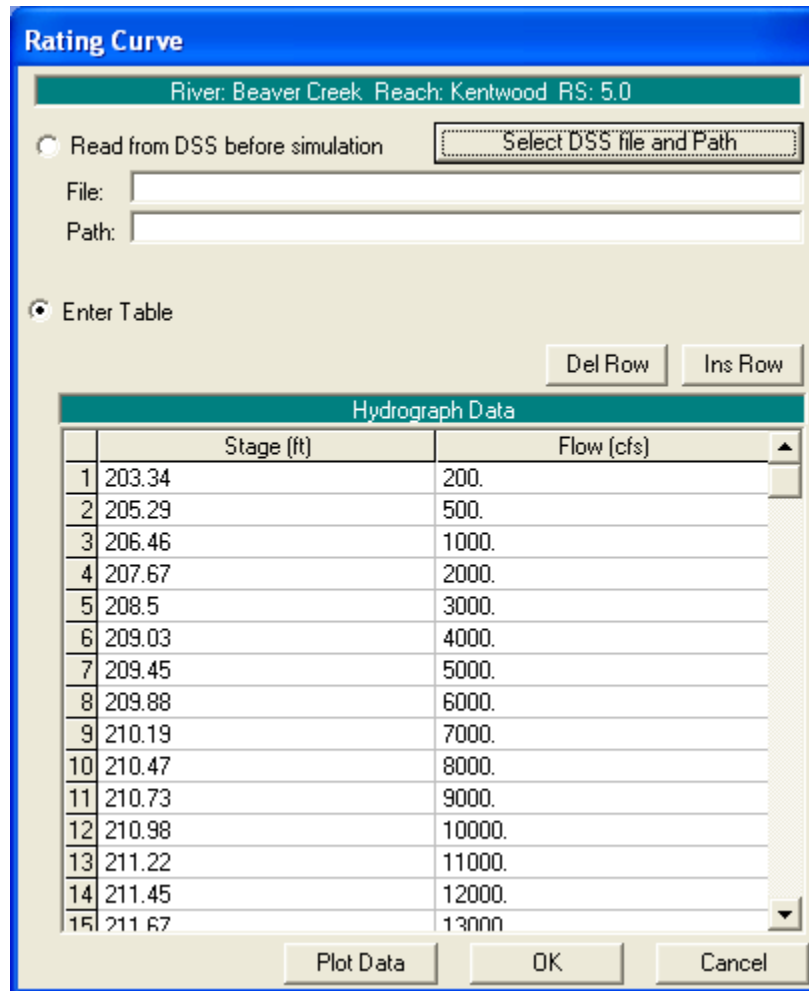 Rating Curve
River: Beaver Creek Reach: Kentwood RS: 5.0
Read from DSS before simulation Select DSS file and Path
File:
Path:
Enter Table
Del Row Ins Row
Hydrograph Data
Stage (ft) Flow (cfs)
1 203.34 200.
2 205.29 500.
3 206.46 1000.
4 207.67 2000.
5 208.5 3000.
6 209.03 4000.
7 209.45 5000.
8 209.88 6000.
9 210.19 7000.
10 210.47 8000.
11 210.73 9000.
12 210.98 10000.
13 211.22 11000.
14 211.45 12000.
15 211.67 13000
Plot Data OK Cancel